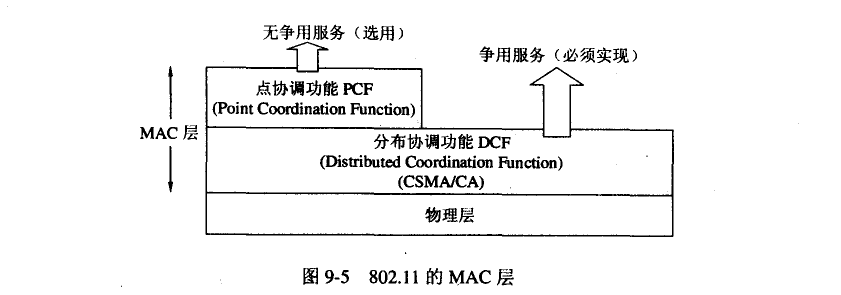 无争用服务（选用）
争用服务（必须实现）
点协调功能 PCF
(Point Coordination Function)
MAC 层
分布协调功能 DCF
(Distributed Coordination Function)
(CSMA/CA)
物理层
图 9-5 802.11 的 MAC 层